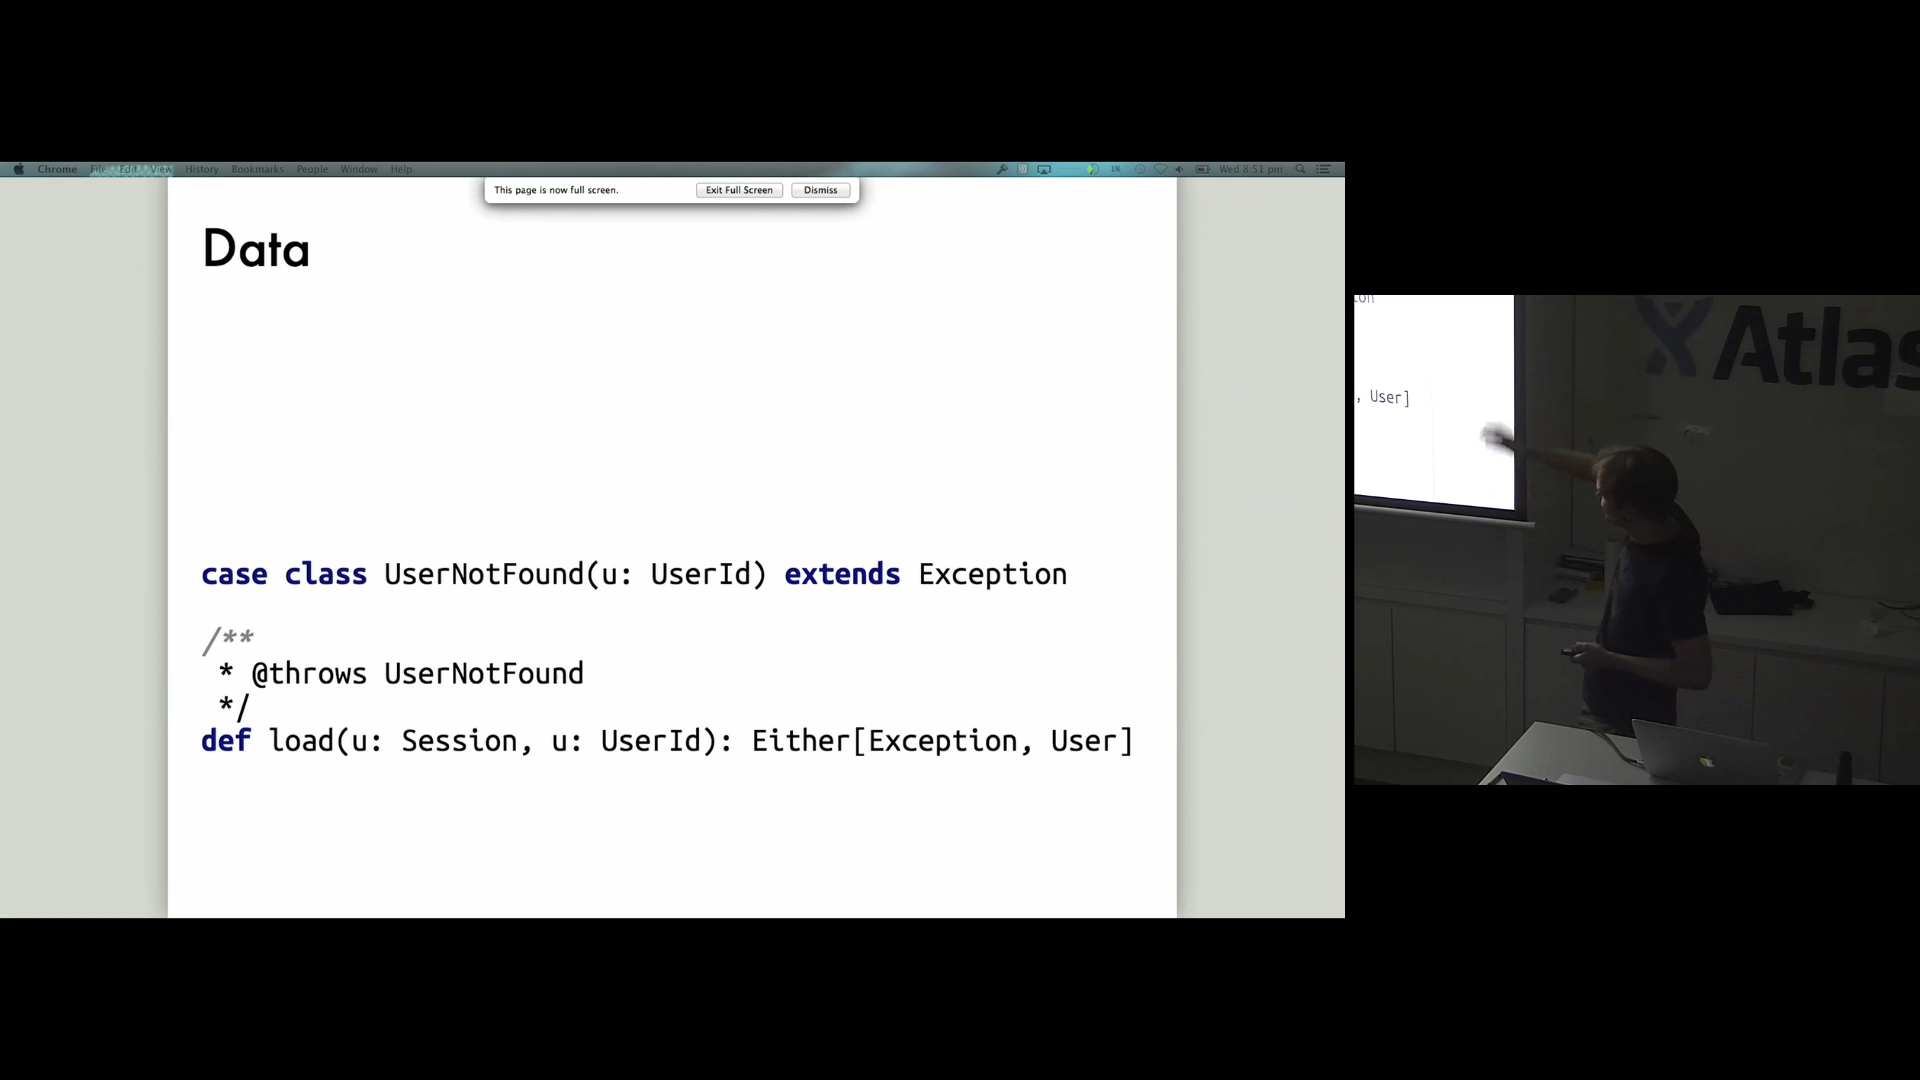 Chrome File Edit View History Bookmarks People Window Help
1% Wed 8:51 pm
This page is now full screen. Exit Full Screen Dismiss
Data
case class UserNotFound(u: UserId) extends Exception
/**
* @throws UserNotFound
*/
def load(u: Session, u: UserId): Either[Exception, User]
, User]
Atlas